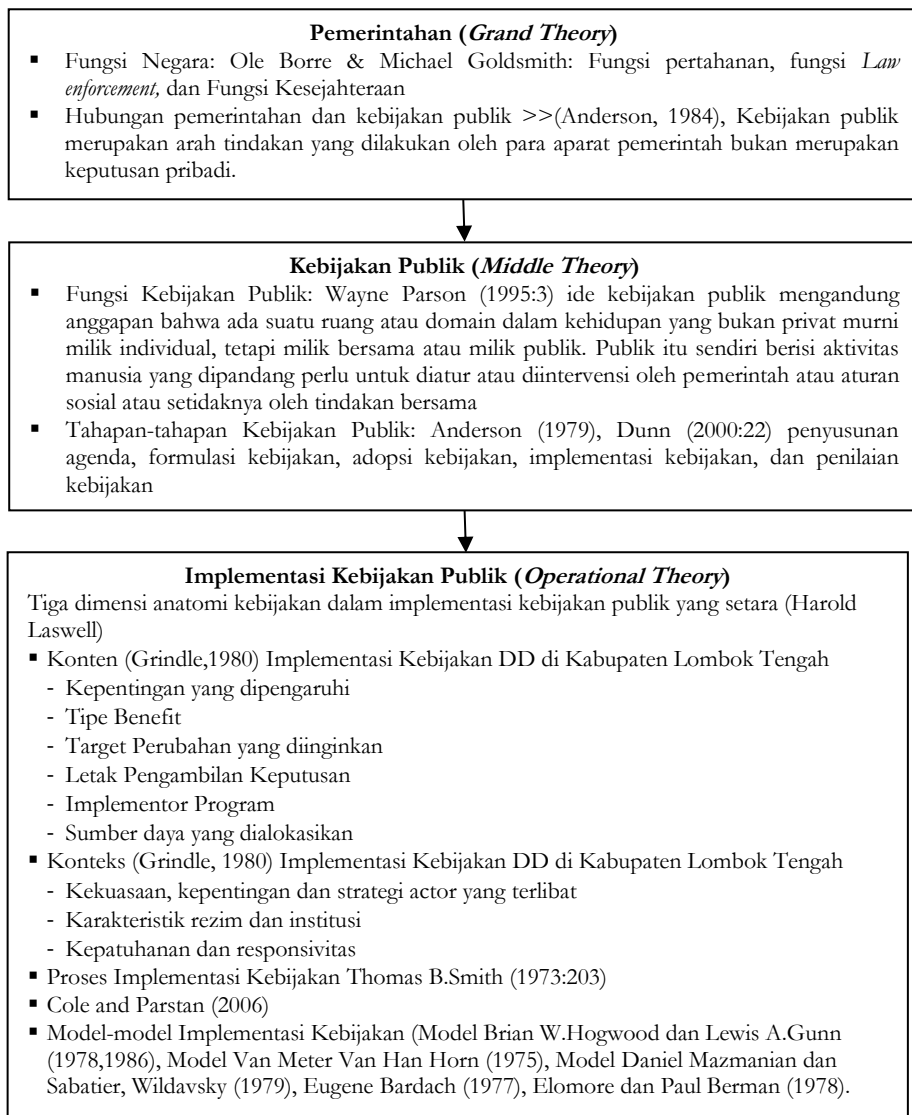 Pemerintahan (Grand Theory)
▪ Fungsi Negara: Ole Borre & Michael Goldsmith: Fungsi pertahanan, fungsi Law
enforcement, dan Fungsi Kesejahteraan
▪ Hubungan pemerintahan dan kebijakan publik >>(Anderson, 1984), Kebijakan publik
merupakan arah tindakan yang dilakukan oleh para aparat pemerintah bukan merupakan
keputusan pribadi.
Kebijakan Publik (Middle Theory)
▪ Fungsi Kebijakan Publik: Wayne Parson (1995:3) ide kebijakan publik mengandung
anggapan bahwa ada suatu ruang atau domain dalam kehidupan yang bukan privat murni
milik individual, tetapi milik bersama atau milik publik. Publik itu sendiri berisi aktivitas
manusia yang dipandang perlu untuk diatur atau diintervensi oleh pemerintah atau aturan
sosial atau setidaknya oleh tindakan bersama
▪ Tahapan-tahapan Kebijakan Publik: Anderson (1979), Dunn (2000:22) penyusunan
agenda, formulasi kebijakan, adopsi kebijakan, implementasi kebijakan, dan penilaian
kebijakan
Implementasi Kebijakan Publik (Operational Theory)
Tiga dimensi anatomi kebijakan dalam implementasi kebijakan publik yang setara (Harold
Laswell)
▪ Konten (Grindle,1980) Implementasi Kebijakan DD di Kabupaten Lombok Tengah
- Kepentingan yang dipengaruhi
- Tipe Benefit
- Target Perubahan yang diinginkan
- Letak Pengambilan Keputusan
- Implementor Program
- Sumber daya yang dialokasikan
▪ Konteks (Grindle, 1980) Implementasi Kebijakan DD di Kabupaten Lombok Tengah
- Kekuasaan, kepentingan dan strategi actor yang terlibat
- Karakteristik rezim dan institusi
- Kepatuhanan dan responsivitas
▪ Proses Implementasi Kebijakan Thomas B.Smith (1973:203)
▪ Cole and Parstan (2006)
▪ Model-model Implementasi Kebijakan (Model Brian W.Hogwood dan Lewis A.Gunn
(1978,1986), Model Van Meter Van Han Horn (1975), Model Daniel Mazmanian dan
Sabatier, Wildavsky (1979), Eugene Bardach (1977), Elomore dan Paul Berman (1978).